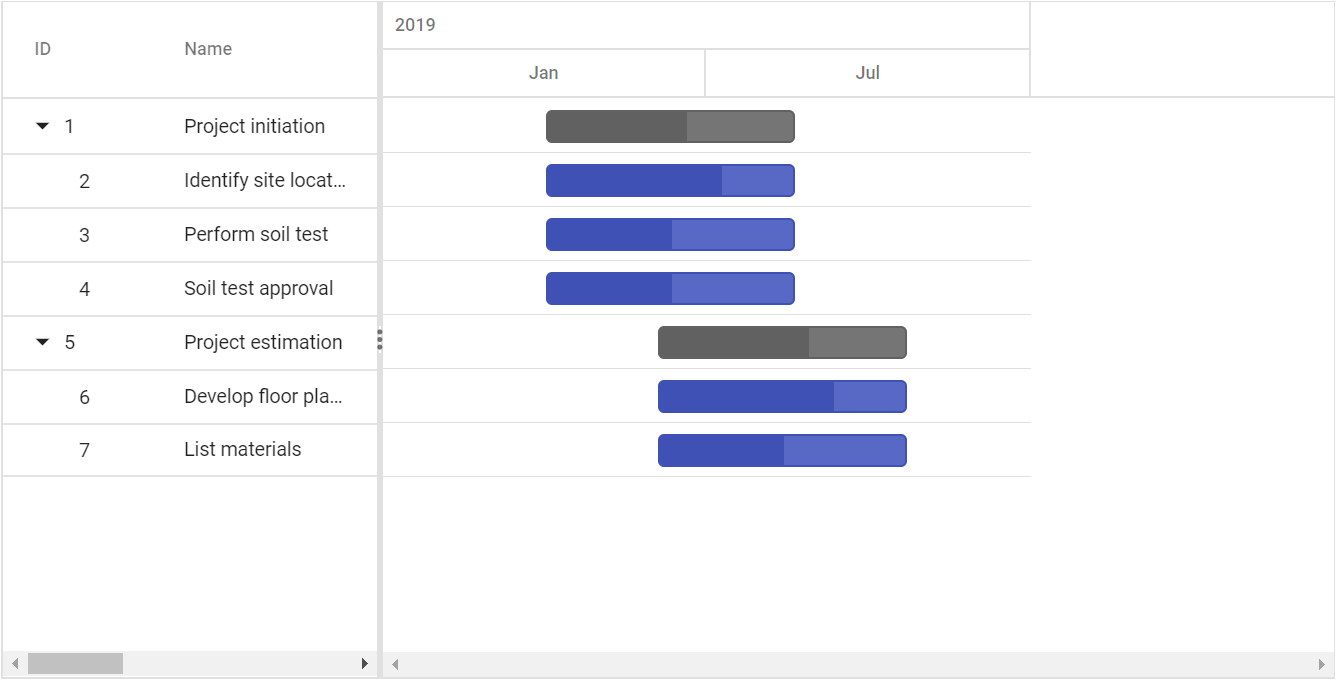 ID Name 2019
Jan Jul
1 Project initiation
2 Identify site locat...
3 Perform soil test
4 Soil test approval
5 Project estimation
6 Develop floor pla...
7 List materials